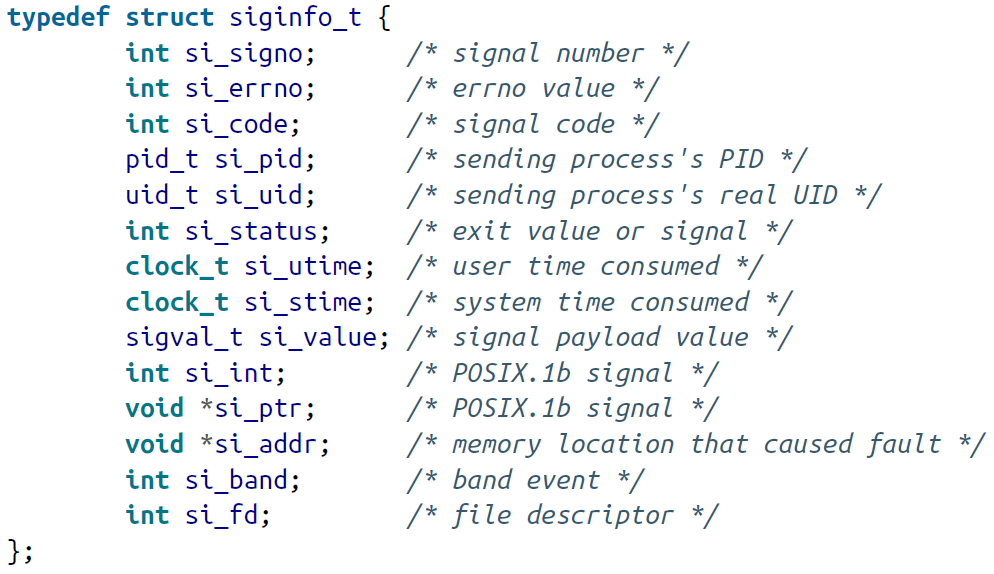 typedef struct siginfo_t {
        int si_signo;      /* signal number */
        int si_errno;      /* errno value */
        int si_code;       /* signal code */
        pid_t si_pid;      /* sending process's PID */
        uid_t si_uid;      /* sending process's real UID */
        int si_status;     /* exit value or signal */
        clock_t si_utime;  /* user time consumed */
        clock_t si_stime;  /* system time consumed */
        sigval_t si_value; /* signal payload value */
        int si_int;        /* POSIX.1b signal */
        void *si_ptr;      /* POSIX.1b signal */
        void *si_addr;     /* memory location that caused fault */
        int si_band;       /* band event */
        int si_fd;         /* file descriptor */
};